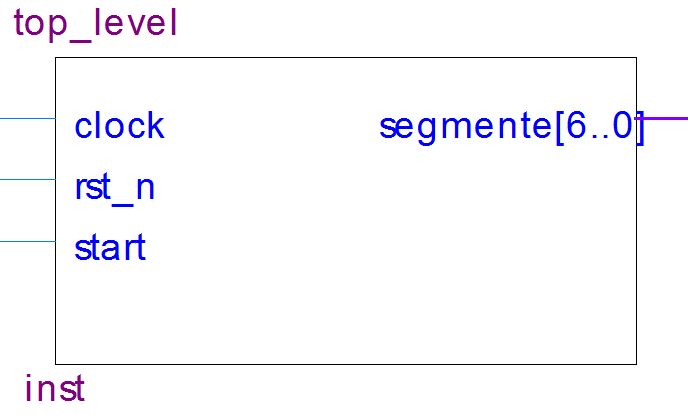 top_level
clock segmente[6..0]
rst_n
start
inst